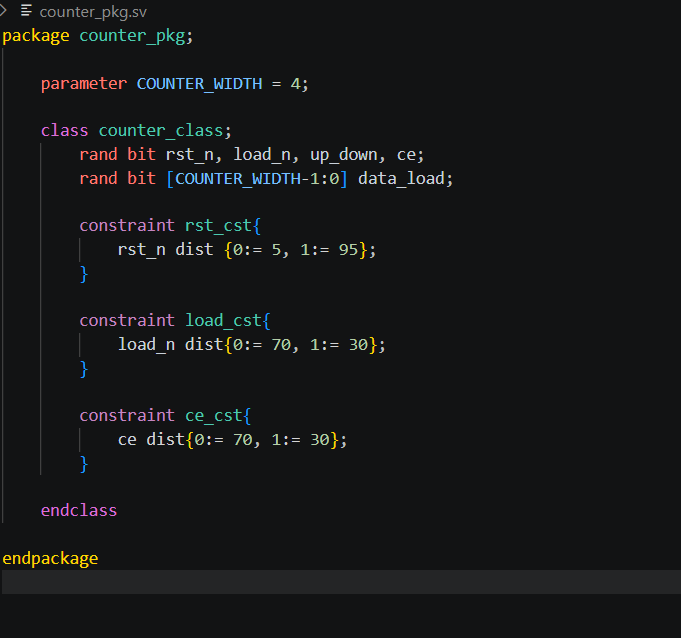 counter_pkg.sv
package counter_pkg;
parameter COUNTER_WIDTH = 4;
class counter_class;
rand bit rst_n, load_n, up_down, ce;
rand bit [COUNTER_WIDTH-1:0] data_load;
constraint rst_cst{
rst_n dist {0:= 5, 1:= 95};
}
constraint load_cst{
load_n dist{0:= 70, 1:= 30};
}
constraint ce_cst{
ce dist{0:= 70, 1:= 30};
}
endclass
endpackage